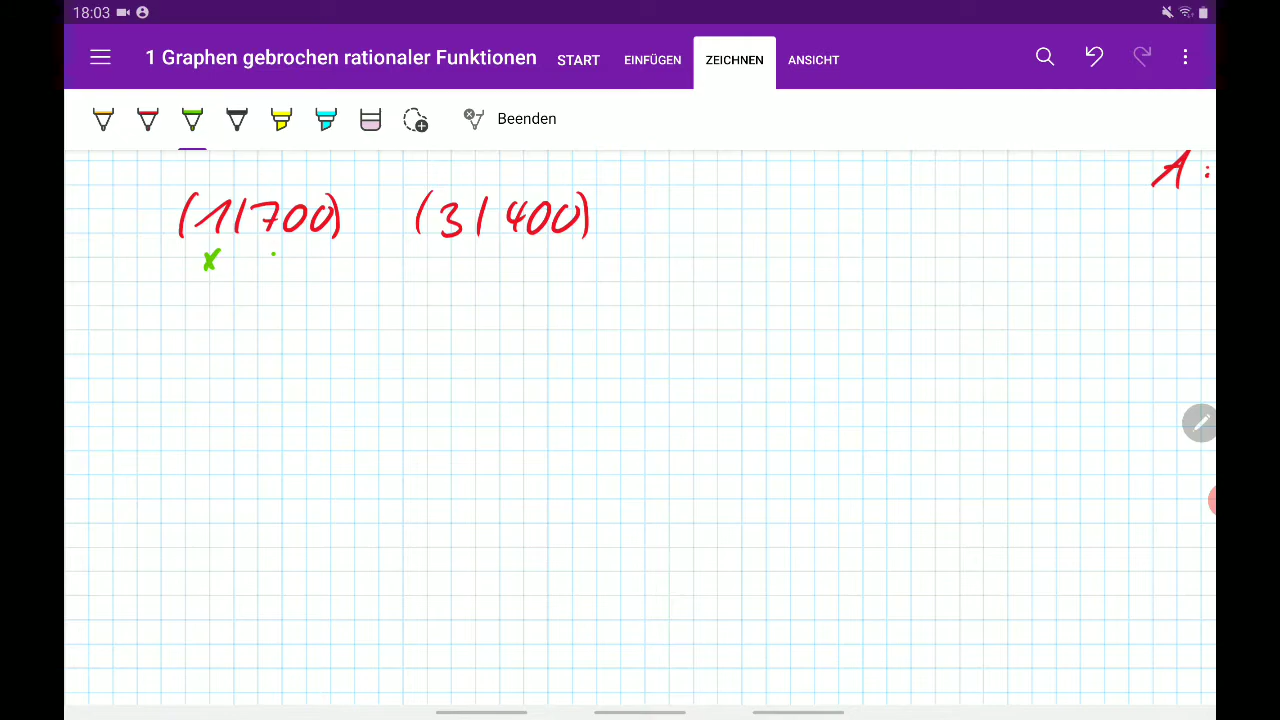 18:03
1 Graphen gebrochen rationaler Funktionen START EINFÜGEN ZEICHNEN ANSICHT
Beenden
A:
(1|700) (3|400)
x